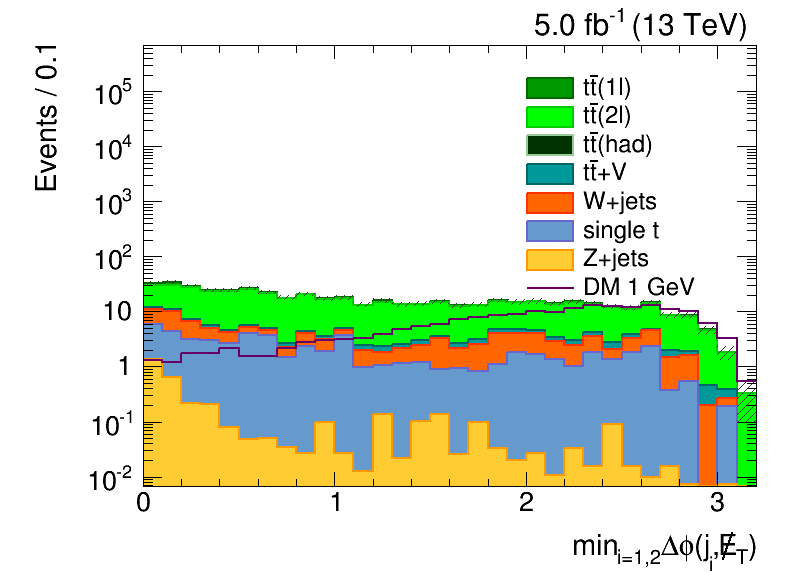 5.0 fb⁻¹ (13 TeV)
Events / 0.1
10⁵
10⁴
10³
10²
10
1
10⁻¹
10⁻²
tt̄(1l)
tt̄(2l)
tt̄(had)
tt̄+V
W+jets
single t
Z+jets
DM 1 GeV
0 1 2 3
min_{i=1,2}Δϕ(j_i,E̸_T)